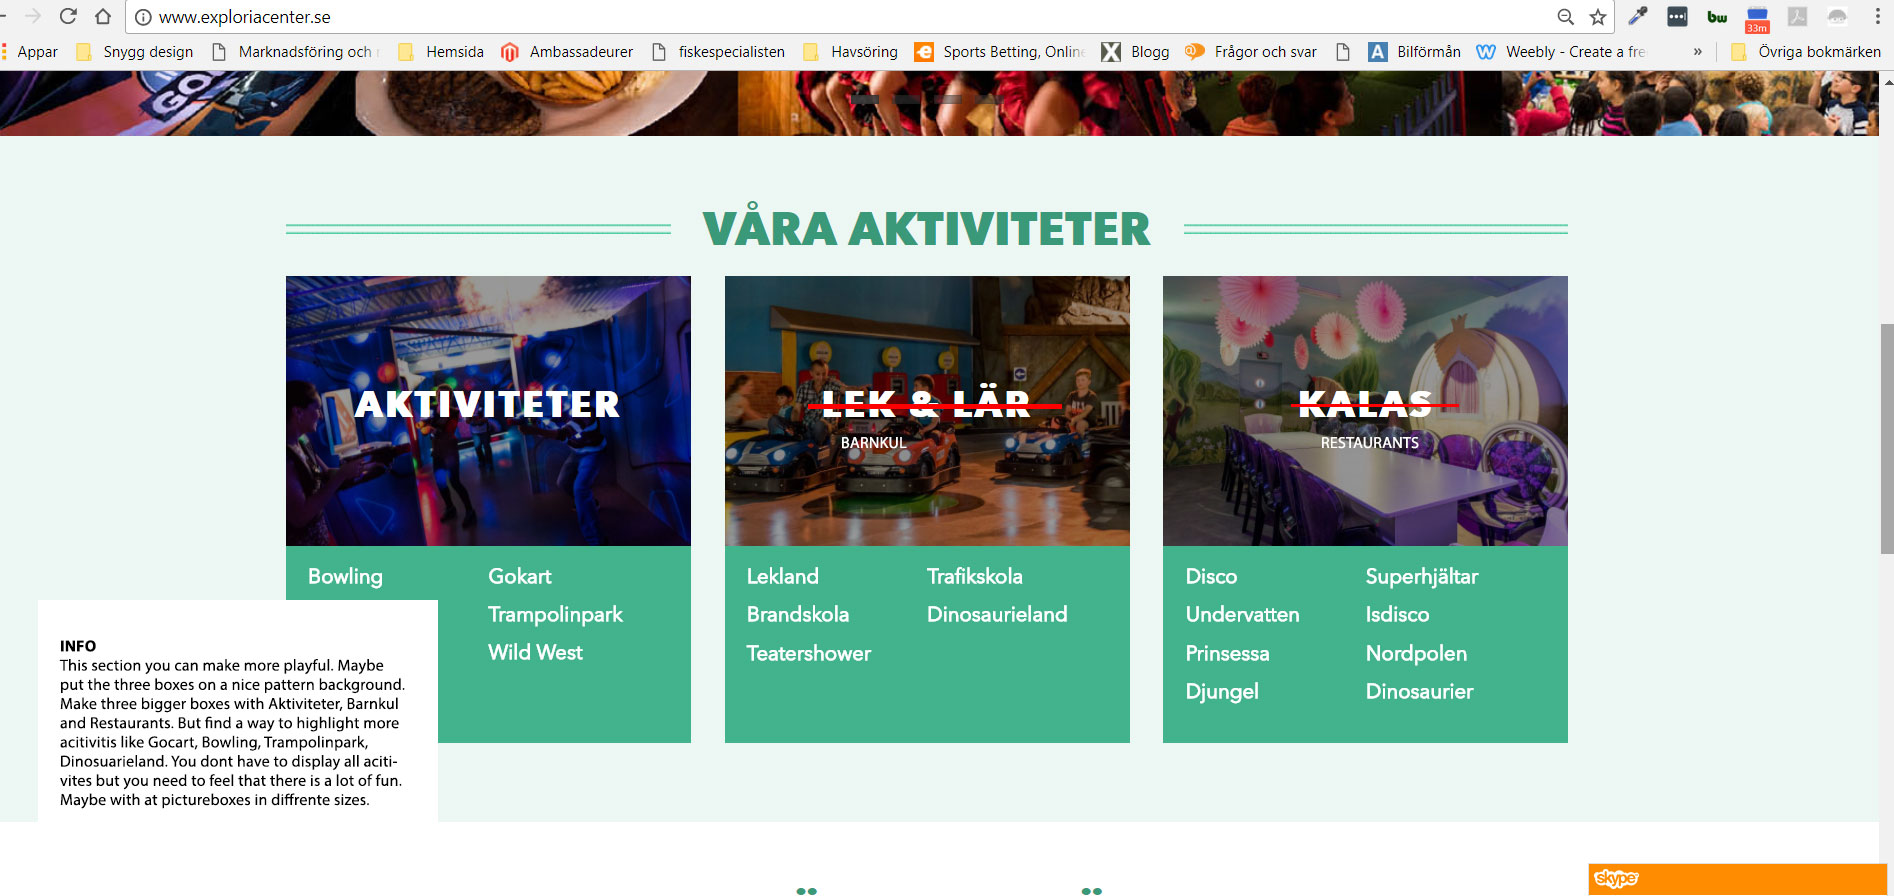 www.exploriacenter.se
33m
Appar Snygg design Marknadsföring och Hemsida Ambassadeurer fiskespecialisten Havsöring Sports Betting, Online Blogg Frågor och svar Bilförmån Weebly - Create a fre » Övriga bokmärken
VÅRA AKTIVITETER
AKTIVITETER
LEK & LÄR
BARNKUL
KALAS
RESTAURANTS
Bowling Gokart
Trampolinpark
Wild West
Lekland Trafikskola
Brandskola Dinosaurieland
Teatershower
Disco Superhjältar
Undervatten Isdisco
Prinsessa Nordpolen
Djungel Dinosaurier
INFO
This section you can make more playful. Maybe
put the three boxes on a nice pattern background.
Make three bigger boxes with Aktiviteter, Barnkul
and Restaurants. But find a way to highlight more
acitivitis like Gocart, Bowling, Trampolinpark,
Dinosuarieland. You dont have to display all aciti-
vites but you need to feel that there is a lot of fun.
Maybe with at pictureboxes in diffrente sizes.
skype